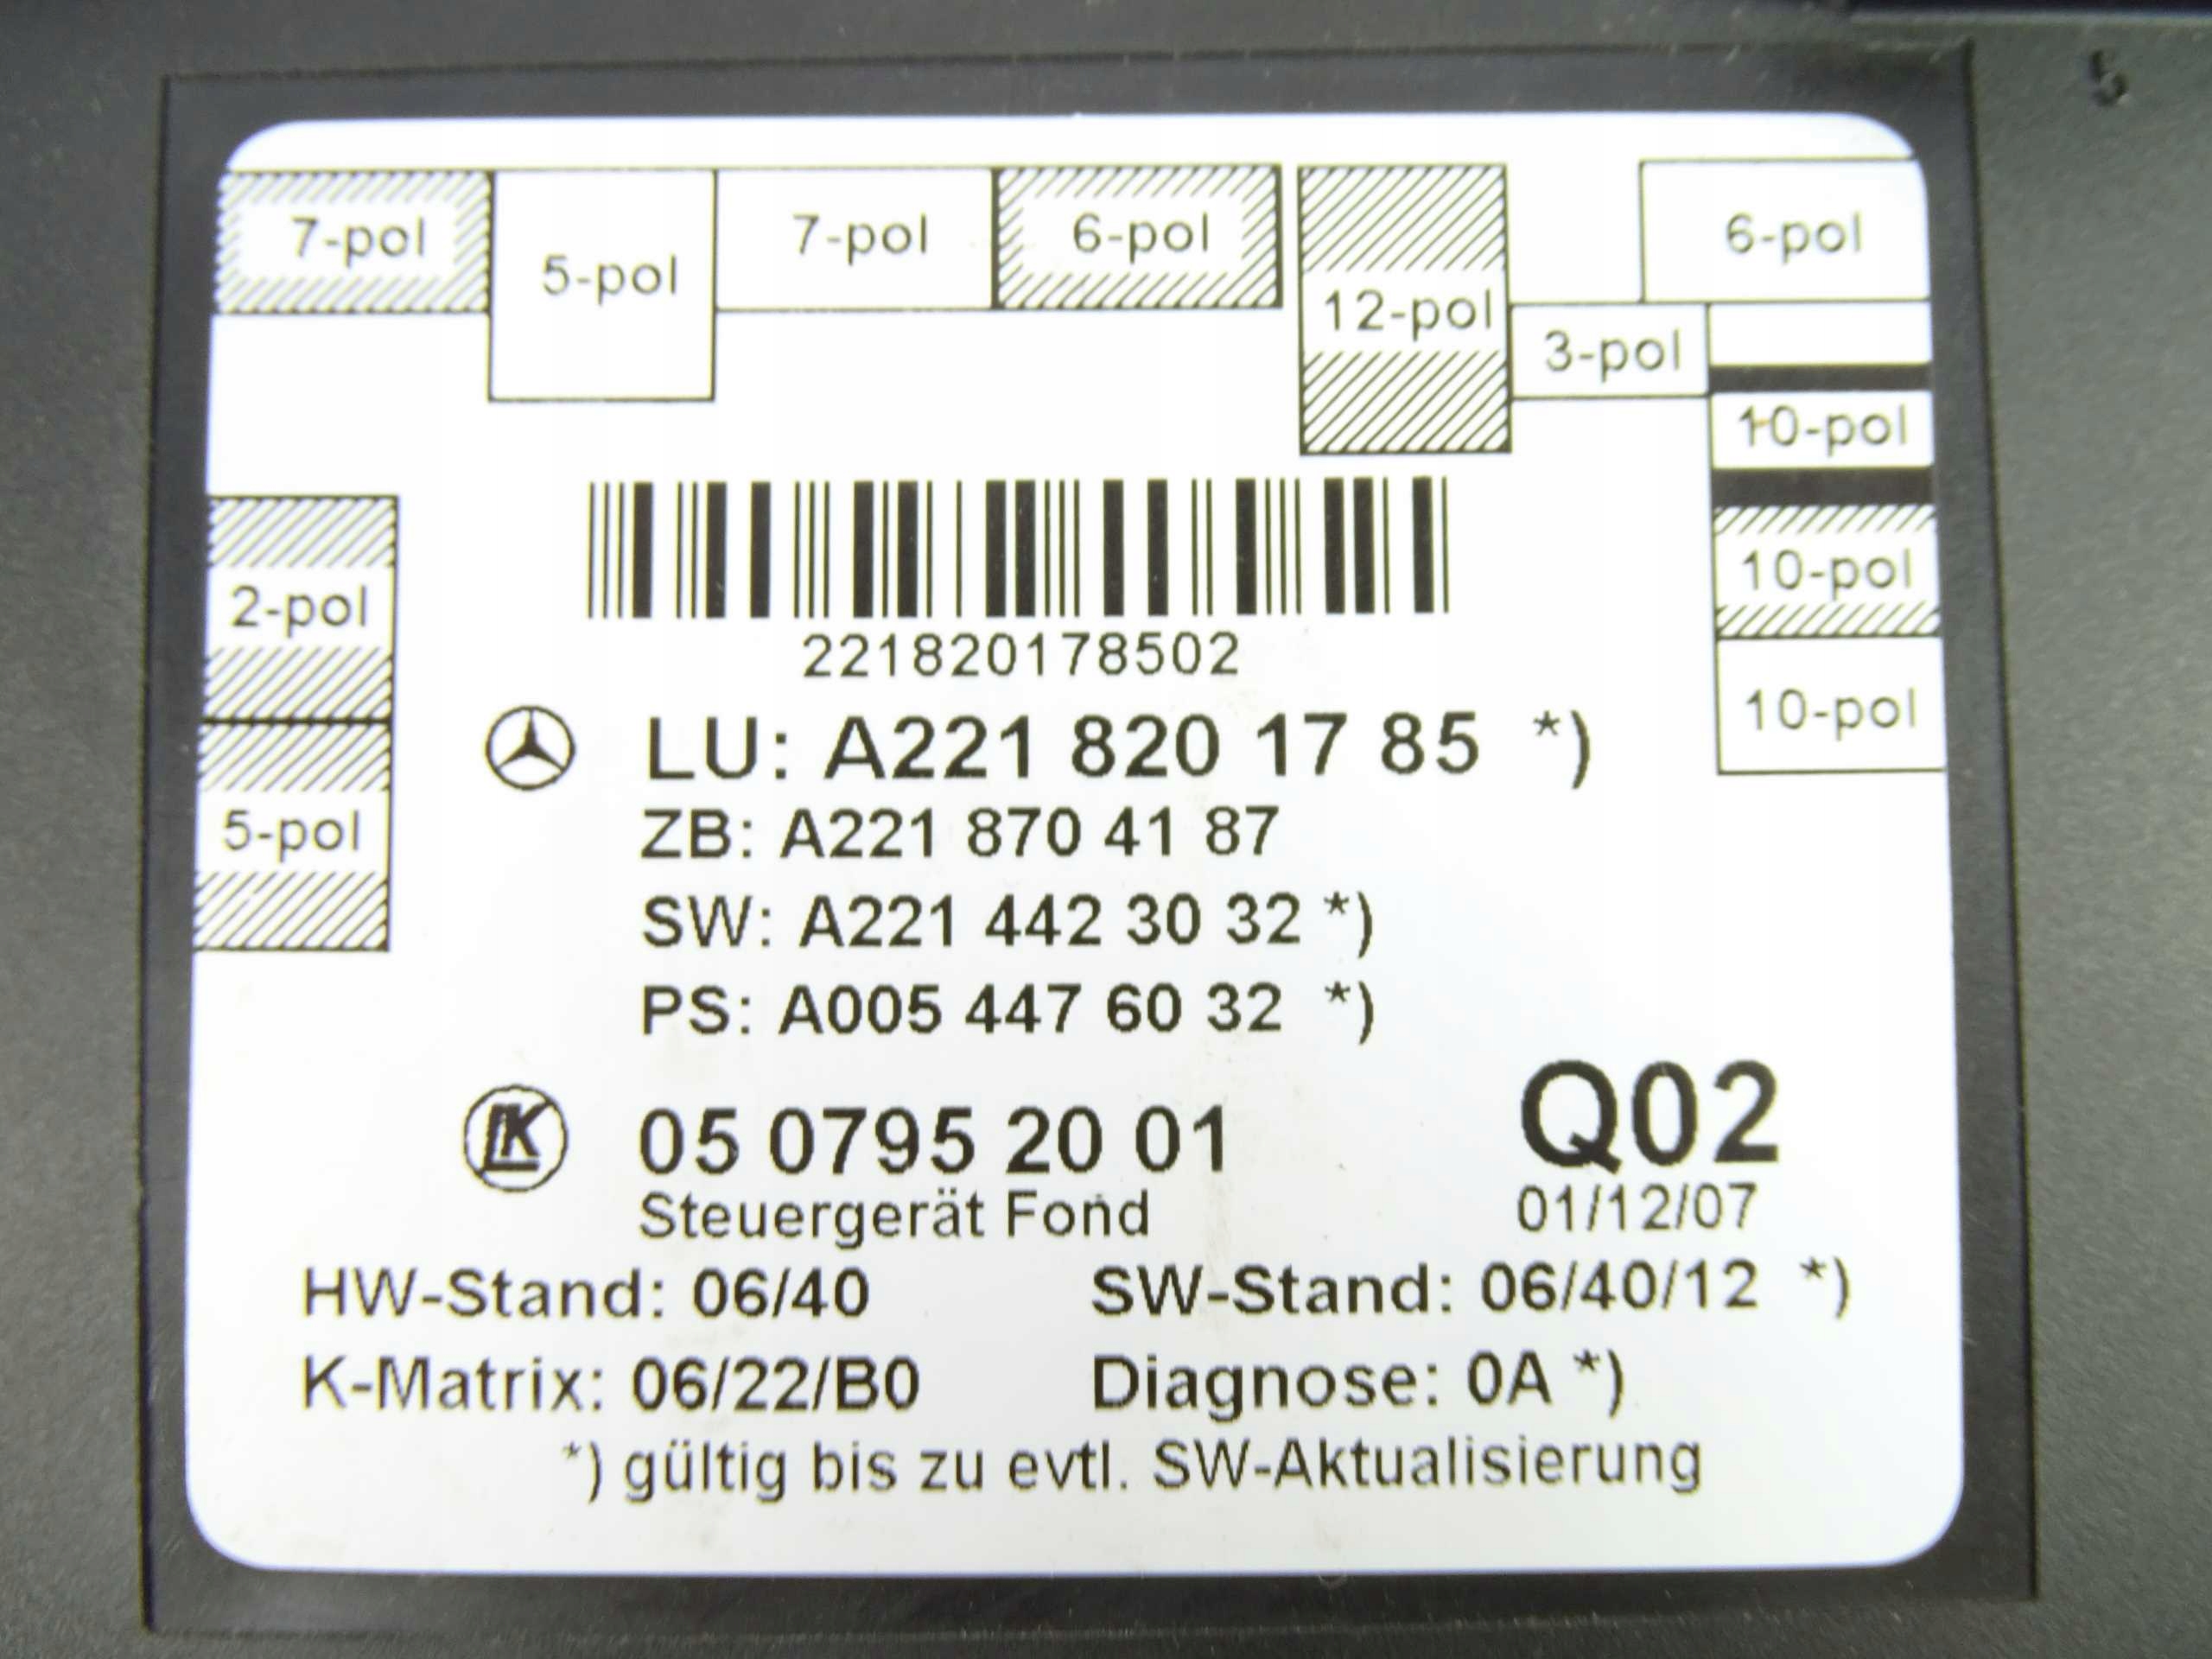 7-pol
5-pol
7-pol
6-pol
12-pol
3-pol
6-pol
10-pol
10-pol
10-pol
2-pol
5-pol
221820178502
LU: A221 820 17 85 *)
ZB: A221 870 41 87
SW: A221 442 30 32 *)
PS: A005 447 60 32 *)
LK 05 0795 20 01
Q02
Steuergerät Fond
01/12/07
HW-Stand: 06/40
SW-Stand: 06/40/12 *)
K-Matrix: 06/22/B0
Diagnose: 0A *)
*) gültig bis zu evtl. SW-Aktualisierung
5